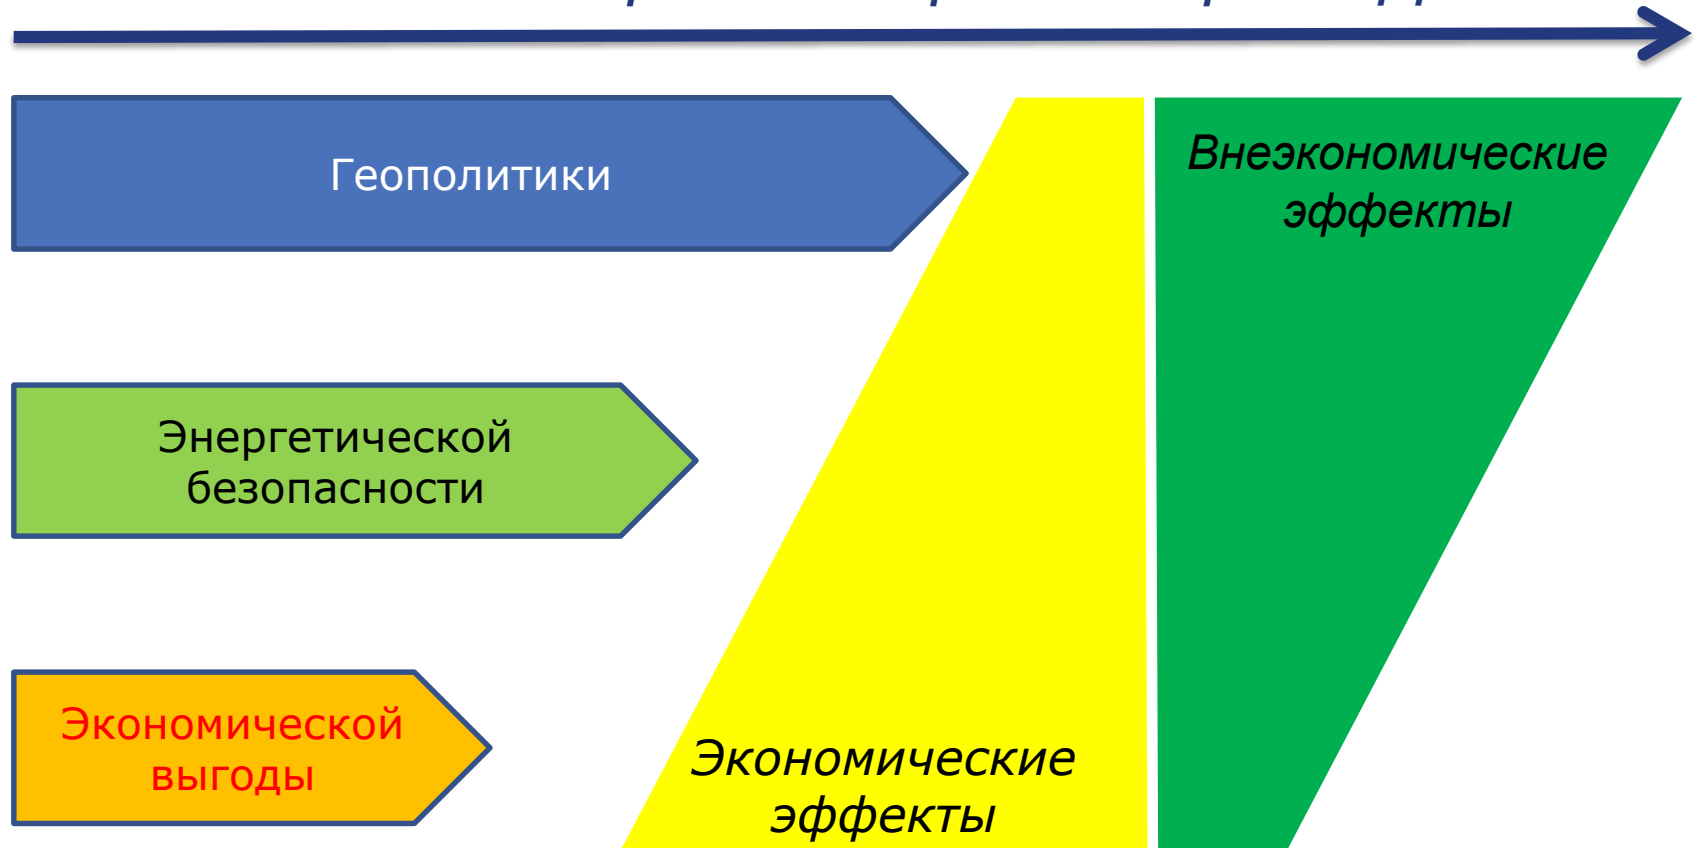 Геополитики
Внеэкономические
эффекты
Энергетической
безопасности
Экономической
выгоды
Экономические
эффекты